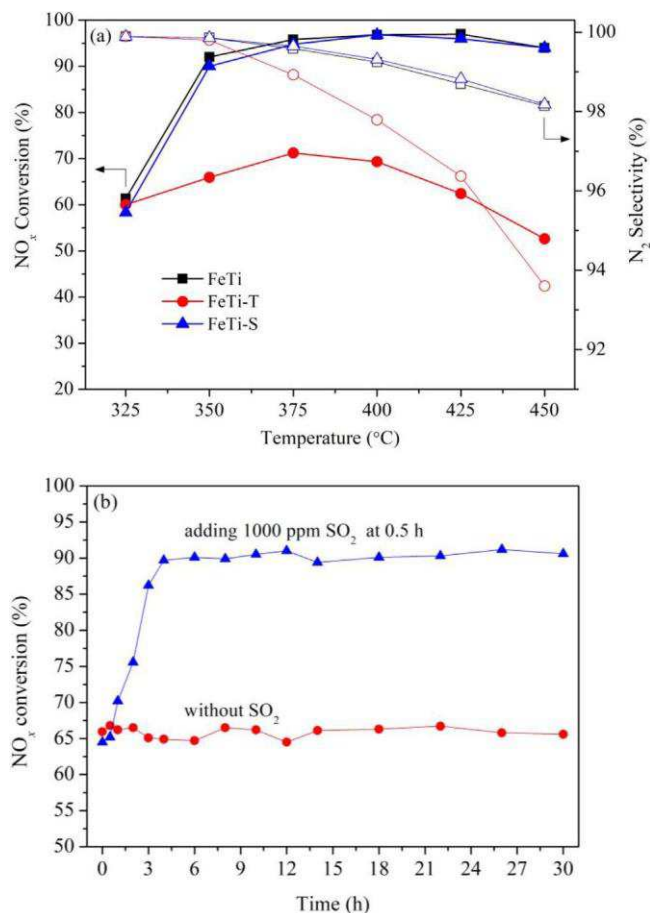 (a)
100
90
80
70
60
50
40
30
20
NOx Conversion (%)
100
98
96
94
92
N2 Selectivity (%)
FeTi
FeTi-T
FeTi-S
325 350 375 400 425 450
Temperature (°C)
(b)
100
95
90
85
80
75
70
65
60
55
50
NOx conversion (%)
adding 1000 ppm SO2 at 0.5 h
without SO2
0 3 6 9 12 15 18 21 24 27 30
Time (h)